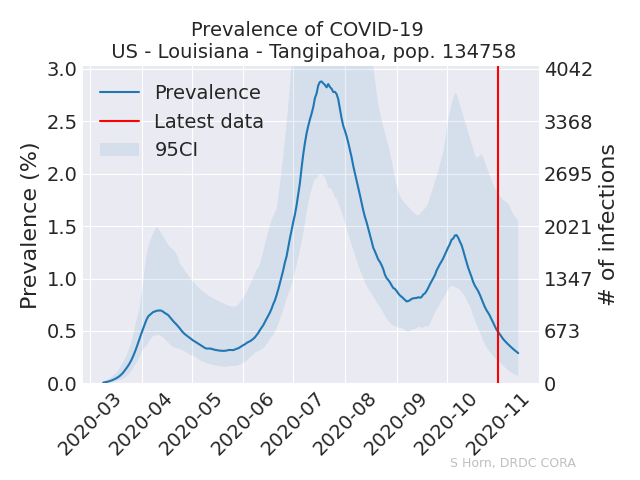 Prevalence of COVID-19
US - Louisiana - Tangipahoa, pop. 134758
Prevalence (%)
3.0
2.5
2.0
1.5
1.0
0.5
0.0
Prevalence
Latest data
95CI
4042
3368
2695
2021
1347
673
0
# of infections
2020-03
2020-04
2020-05
2020-06
2020-07
2020-08
2020-09
2020-10
2020-11
S Horn, DRDC CORA